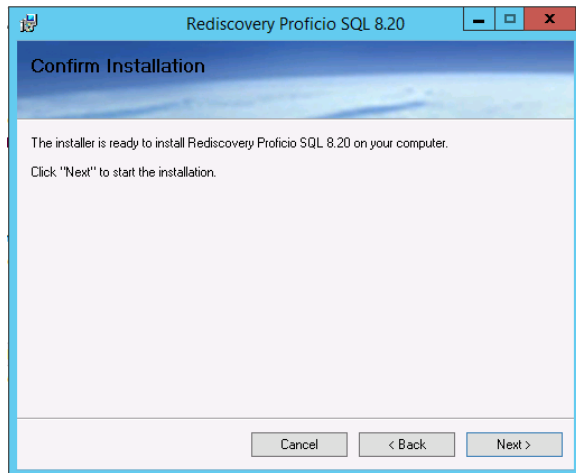 Rediscovery Proficio SQL 8.20
Confirm Installation
The installer is ready to install Rediscovery Proficio SQL 8.20 on your computer.
Click "Next" to start the installation.
Cancel
< Back
Next >